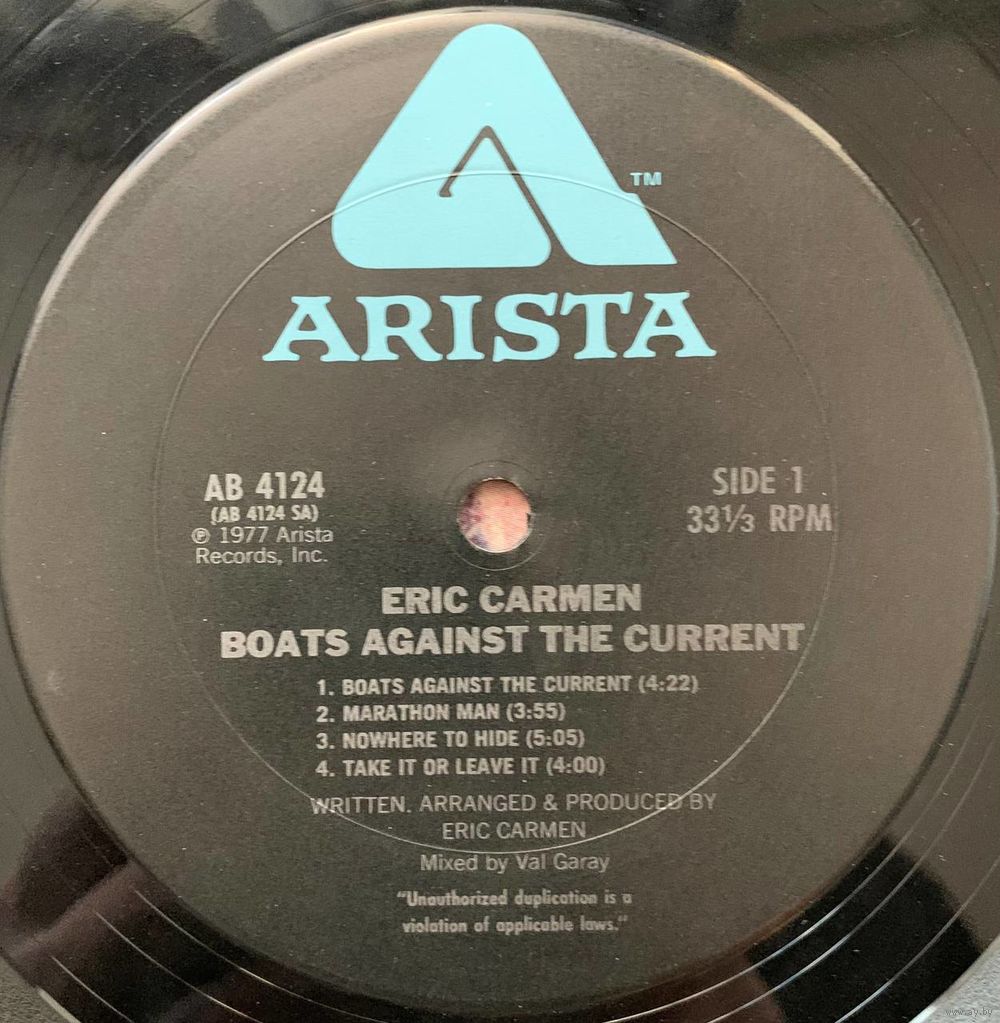 TM
ARISTA
AB 4124
(AB 4124 SA)
℗ 1977 Arista
Records, Inc.
SIDE 1
33⅓ RPM
ERIC CARMEN
BOATS AGAINST THE CURRENT
1. BOATS AGAINST THE CURRENT (4:22)
2. MARATHON MAN (3:55)
3. NOWHERE TO HIDE (5:05)
4. TAKE IT OR LEAVE IT (4:00)
WRITTEN. ARRANGED & PRODUCED BY
ERIC CARMEN
Mixed by Val Garay
"Unauthorized duplication is a
violation of applicable laws."
www.ay.by